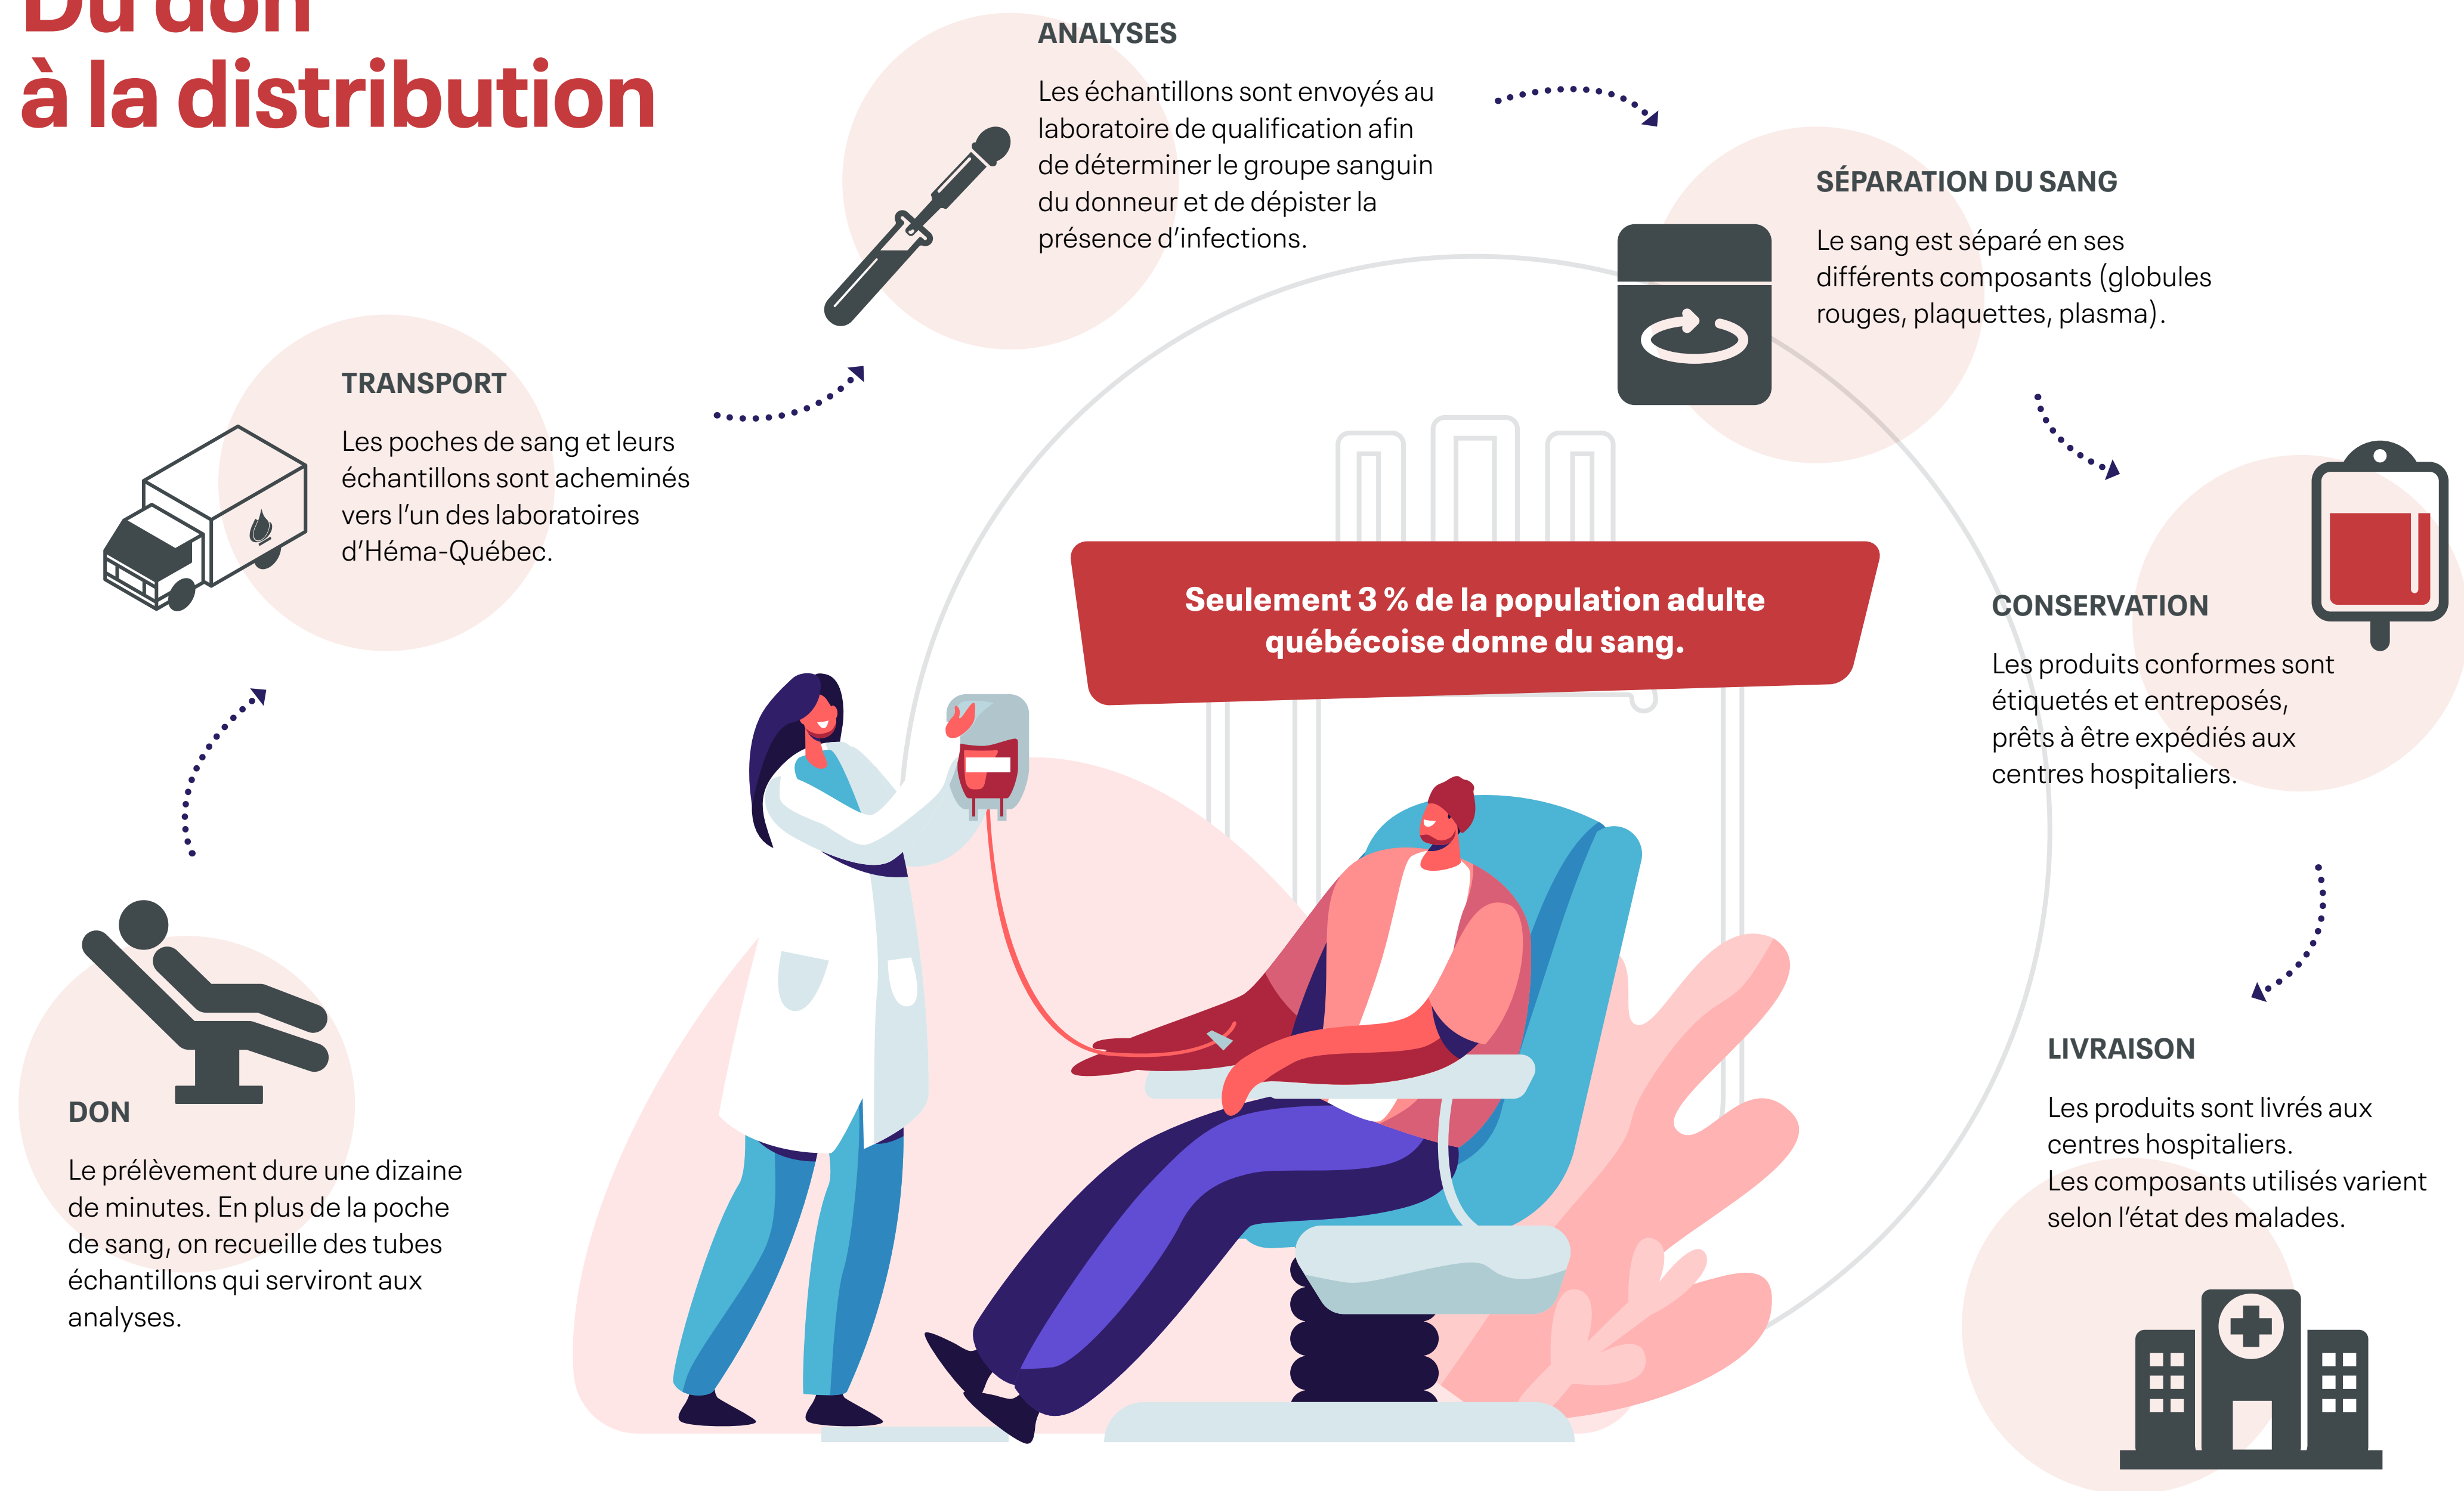 Du don
à la distribution
ANALYSES
Les échantillons sont envoyés au
laboratoire de qualification afin
de déterminer le groupe sanguin
du donneur et de dépister la
présence d’infections.
SÉPARATION DU SANG
Le sang est séparé en ses
différents composants (globules
rouges, plaquettes, plasma).
TRANSPORT
Les poches de sang et leurs
échantillons sont acheminés
vers l’un des laboratoires
d’Héma-Québec.
Seulement 3 % de la population adulte
québécoise donne du sang.
CONSERVATION
Les produits conformes sont
étiquetés et entreposés,
prêts à être expédiés aux
centres hospitaliers.
DON
Le prélèvement dure une dizaine
de minutes. En plus de la poche
de sang, on recueille des tubes
échantillons qui serviront aux
analyses.
LIVRAISON
Les produits sont livrés aux
centres hospitaliers.
Les composants utilisés varient
selon l’état des malades.